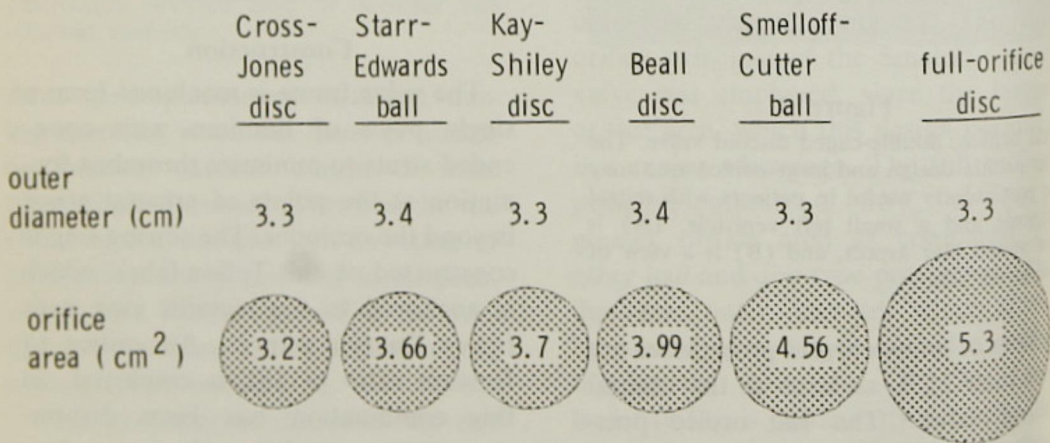 Cross- Starr- Kay- Smelloff-
Jones Edwards Shiley Beall Cutter full-orifice
disc ball disc disc ball disc
outer
diameter (cm) 3.3 3.4 3.3 3.4 3.3 3.3
orifice
area (cm²) 3.2 3.66 3.7 3.99 4.56 5.3